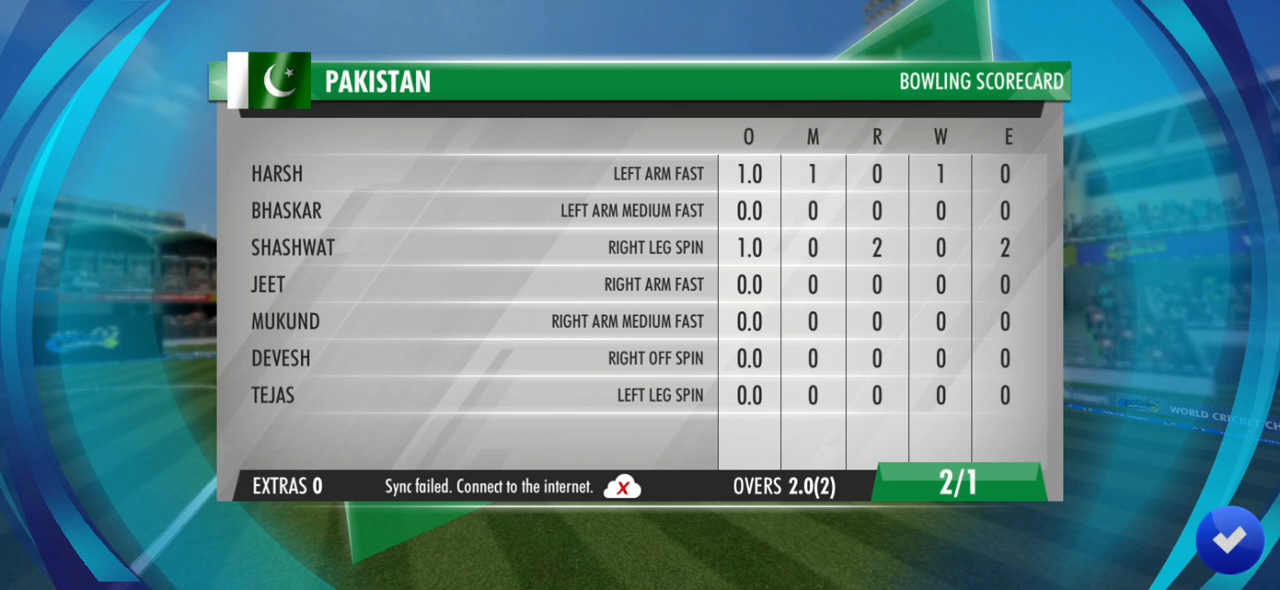 PAKISTAN BOWLING SCORECARD
O M R W E
HARSH LEFT ARM FAST 1.0 1 0 1 0
BHASKAR LEFT ARM MEDIUM FAST 0.0 0 0 0 0
SHASHWAT RIGHT LEG SPIN 1.0 0 2 0 2
JEET RIGHT ARM FAST 0.0 0 0 0 0
MUKUND RIGHT ARM MEDIUM FAST 0.0 0 0 0 0
DEVESH RIGHT OFF SPIN 0.0 0 0 0 0
TEJAS LEFT LEG SPIN 0.0 0 0 0 0
WORLD CRICKET CH
EXTRAS 0 Sync failed. Connect to the internet. X OVERS 2.0(2) 2/1